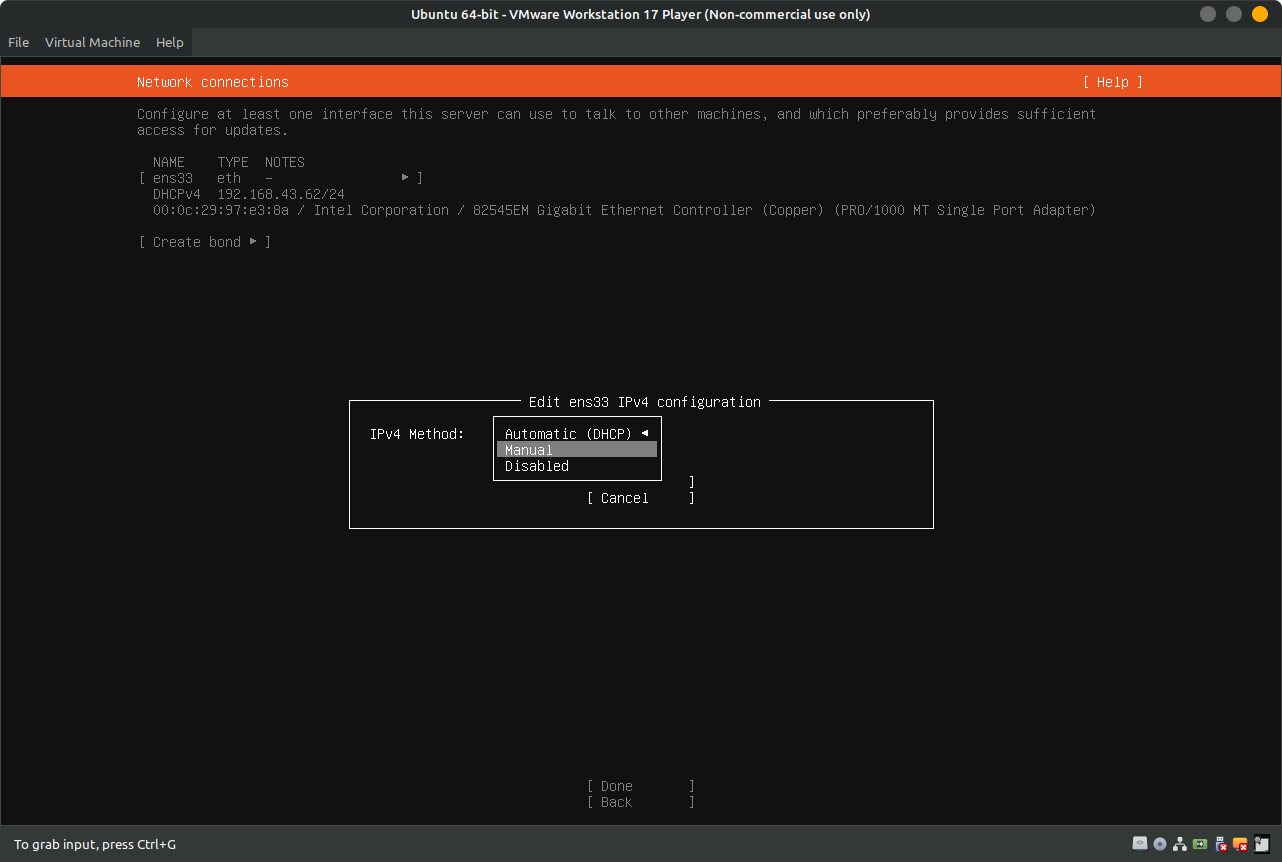 Ubuntu 64-bit - VMware Workstation 17 Player (Non-commercial use only)
File Virtual Machine Help
Network connections [ Help ]
Configure at least one interface this server can use to talk to other machines, and which preferably provides sufficient
access for updates.
NAME TYPE NOTES
[ ens33 eth - ▸ ]
DHCPv4 192.168.43.62/24
00:0c:29:97:e3:8a / Intel Corporation / 82545EM Gigabit Ethernet Controller (Copper) (PRO/1000 MT Single Port Adapter)
[ Create bond ▸ ]
Edit ens33 IPv4 configuration
IPv4 Method: Automatic (DHCP) ◂
Manual
Disabled
]
[ Cancel ]
[ Done ]
[ Back ]
To grab input, press Ctrl+G